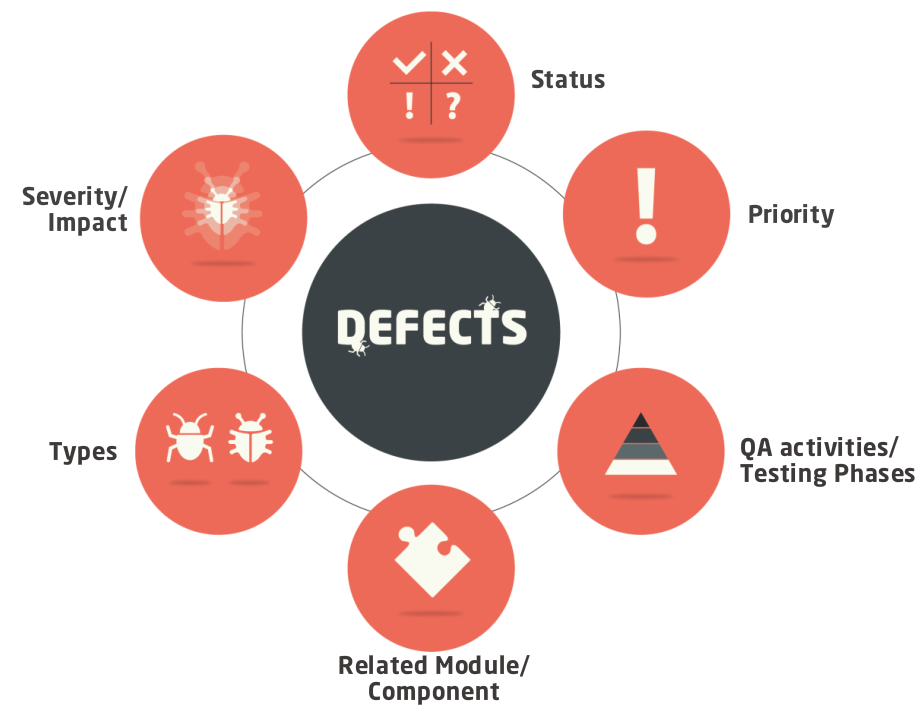 Status
Severity/
Impact
Priority
DEFECTS
Types
QA activities/
Testing Phases
Related Module/
Component